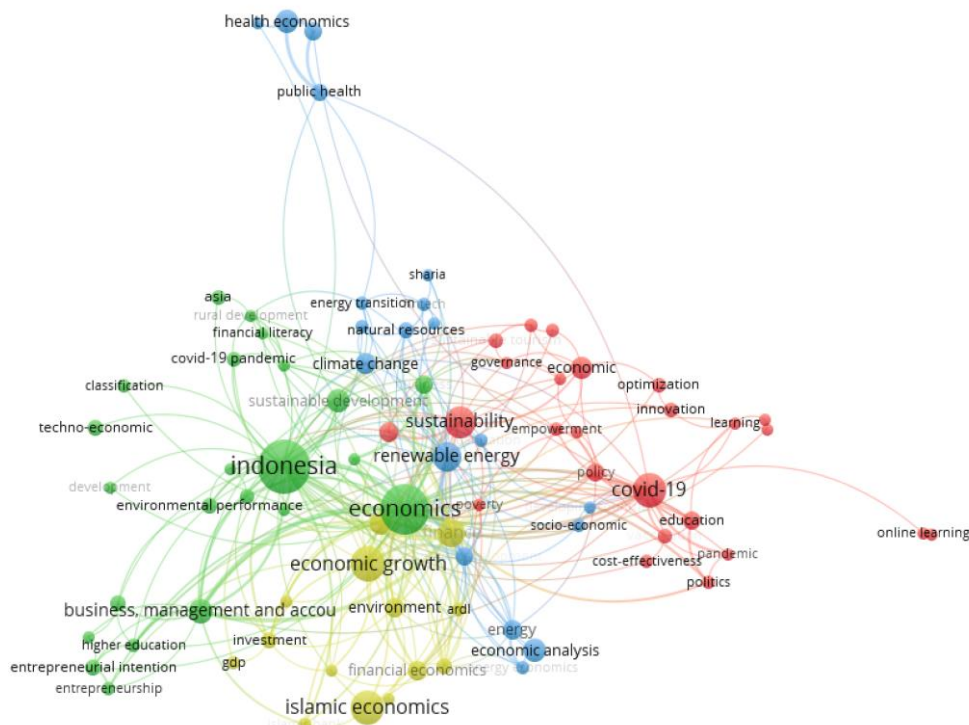 health economics
public health
sharia
asia
energy transition
rural development
financial literacy
natural resources
covid-19 pandemic
climate change
governance
economic
classification
optimization
sustainable development
innovation
sustainability
learning
techno-economic
empowerment
renewable energy
indonesia
policy
covid-19
development
environmental performance
economics
poverty
socio-economic
education
finance
online learning
economic growth
cost-effectiveness
pandemic
politics
business, management and accou
environment
ardl
energy
higher education
investment
economic analysis
entrepreneurial intention
gdp
financial economics
energy economics
entrepreneurship
islamic economics